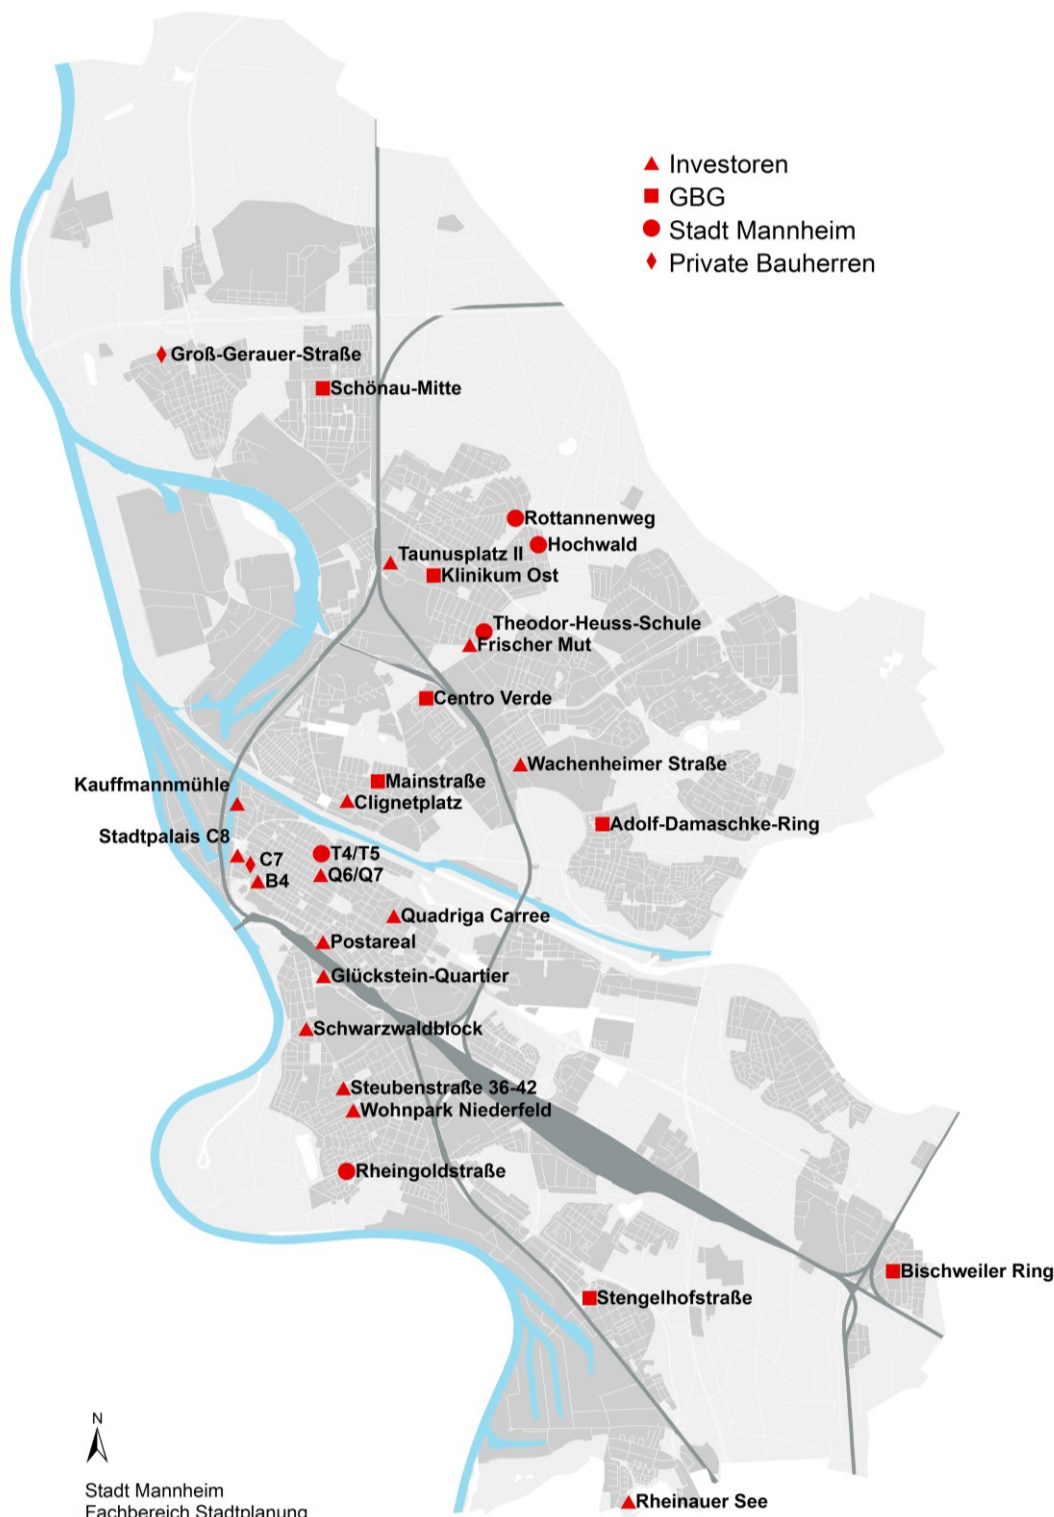 Investoren
GBG
Stadt Mannheim
Private Bauherren
Groß-Gerauer-Straße
Schönau-Mitte
Rottannenweg
Hochwald
Taunusplatz II
Klinikum Ost
Theodor-Heuss-Schule
Frischer Mut
Centro Verde
Wachenheimer Straße
Kauffmannmühle
Mainstraße
Clignetplatz
Adolf-Damaschke-Ring
Stadtpalais C8
T4/T5
C7
Q6/Q7
B4
Quadriga Carree
Postareal
Glückstein-Quartier
Schwarzwaldblock
Steubenstraße 36-42
Wohnpark Niederfeld
Rheingoldstraße
Bischweiler Ring
Stengelhofstraße
N
Stadt Mannheim
Fachbereich Stadtplanung
Rheinauer See